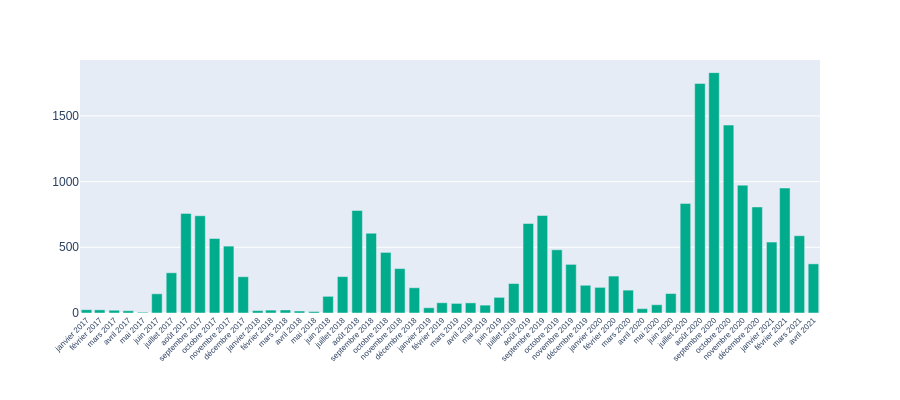 1500
1000
500
0
janvier 2017
février 2017
mars 2017
avril 2017
mai 2017
juin 2017
juillet 2017
août 2017
septembre 2017
octobre 2017
novembre 2017
décembre 2017
janvier 2018
février 2018
mars 2018
avril 2018
mai 2018
juin 2018
juillet 2018
août 2018
septembre 2018
octobre 2018
novembre 2018
décembre 2018
janvier 2019
février 2019
mars 2019
avril 2019
mai 2019
juin 2019
juillet 2019
août 2019
septembre 2019
octobre 2019
novembre 2019
décembre 2019
janvier 2020
février 2020
mars 2020
avril 2020
mai 2020
juin 2020
juillet 2020
août 2020
septembre 2020
octobre 2020
novembre 2020
décembre 2020
janvier 2021
février 2021
mars 2021
avril 2021